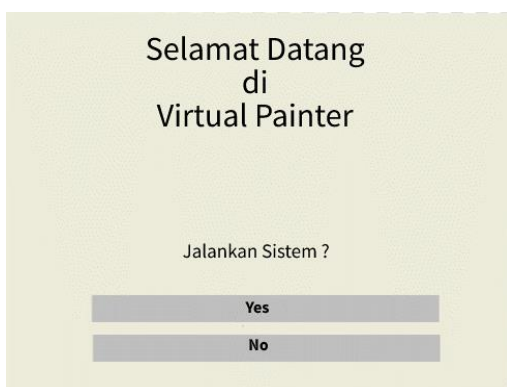 Selamat Datang
di
Virtual Painter
Jalankan Sistem ?
Yes
No